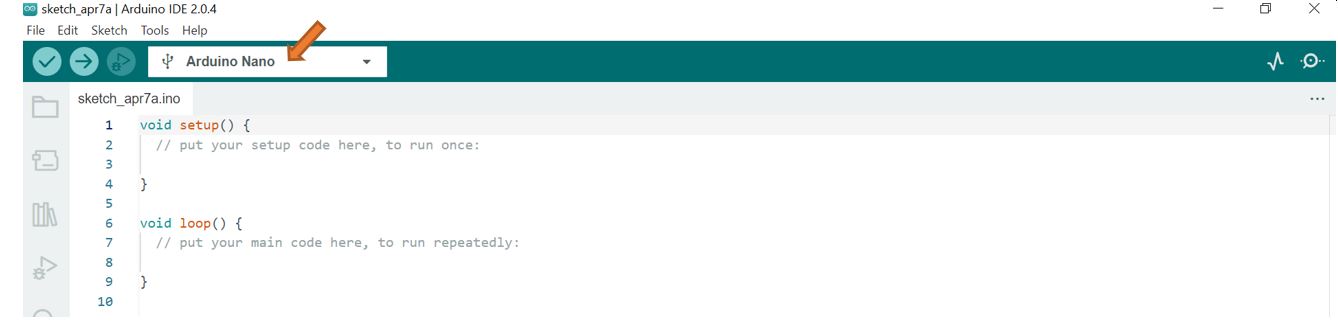 sketch_apr7a | Arduino IDE 2.0.4
File Edit Sketch Tools Help
Arduino Nano
sketch_apr7a.ino
1 void setup() {
2 // put your setup code here, to run once:
3
4 }
5
6 void loop() {
7 // put your main code here, to run repeatedly:
8
9 }
10